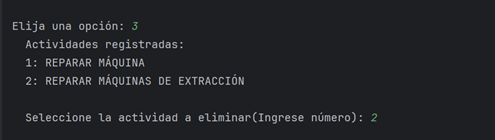 Elija una opción: 3
Actividades registradas:
1: REPARAR MÁQUINA
2: REPARAR MÁQUINAS DE EXTRACCIÓN
Seleccione la actividad a eliminar(Ingrese número): 2